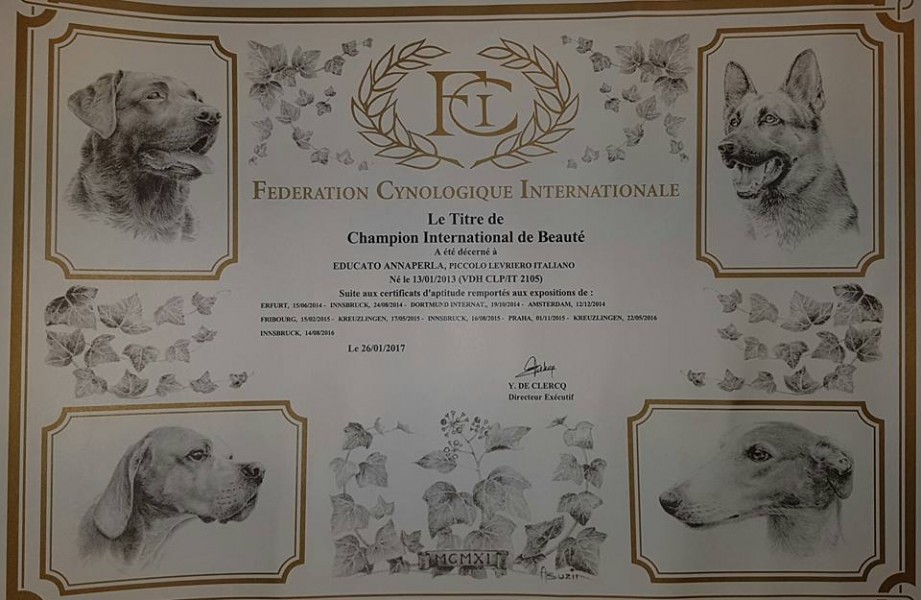 FCI
FEDERATION CYNOLOGIQUE INTERNATIONALE
Le Titre de
Champion International de Beauté
A été décerné à
EDUCATO ANNAPERLA, PICCOLO LEVRIERO ITALIANO
Né le 13/01/2013 (VDH CLP/IT 2105)
Suite aux certificats d'aptitude remportés aux expositions de :
ERFURT, 15/06/2014 - INNSBRUCK, 24/08/2014 - DORTMUND INTERNAT., 19/10/2014 - AMSTERDAM, 12/12/2014
FRIBOURG, 15/02/2015 - KREUZLINGEN, 17/05/2015 - INNSBRUCK, 16/08/2015 - PRAHA, 01/11/2015 - KREUZLINGEN, 22/05/2016
INNSBRUCK, 14/08/2016
Le 26/01/2017
Y. DE CLERCQ
Directeur Exécutif
MCMXI